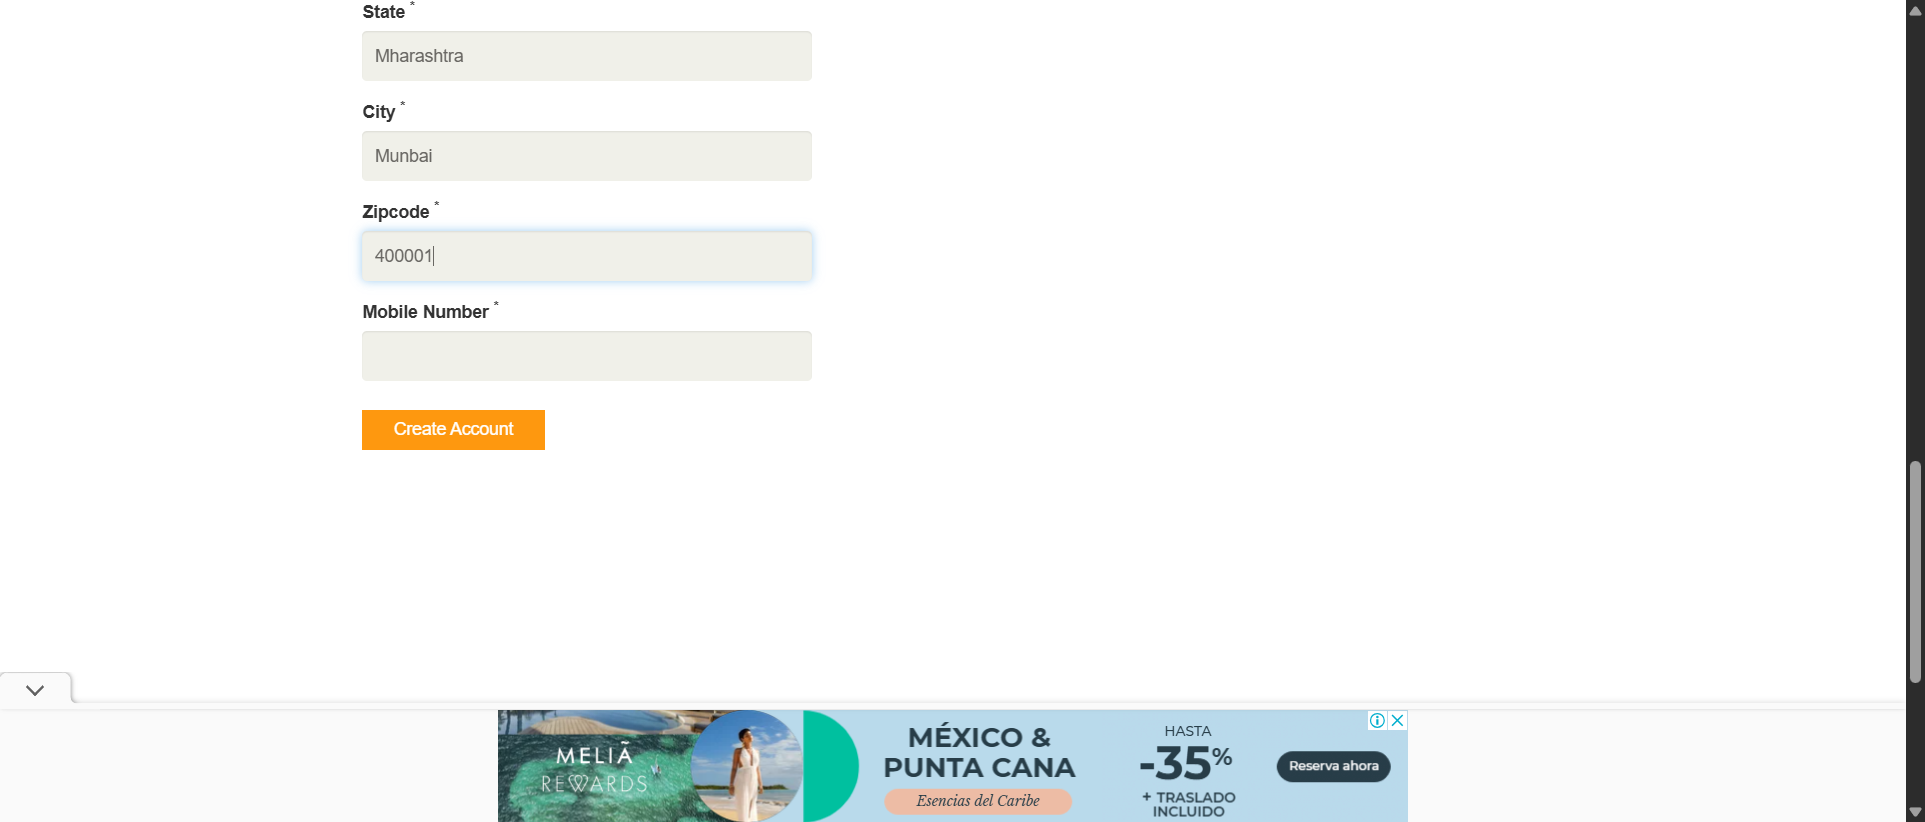 State *
Mharashtra
City *
Munbai
Zipcode *
400001
Mobile Number *
Create Account
MELIÃ
REWARDS
MÉXICO &
PUNTA CANA
Esencias del Caribe
HASTA
-35%
+ TRASLADO
INCLUIDO
Reserva ahora